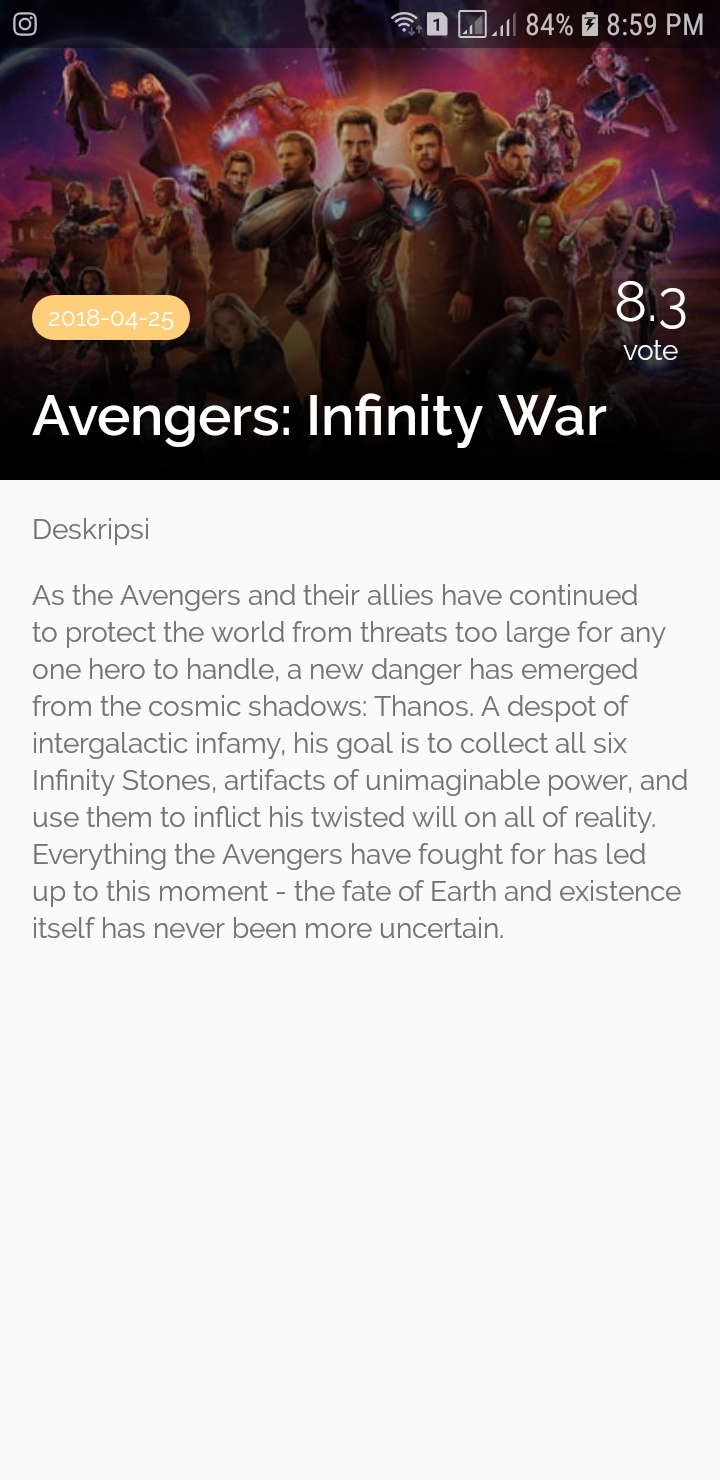 1 84% 8:59 PM
2018-04-25
8.3
vote
Avengers: Infinity War
Deskripsi
As the Avengers and their allies have continued
to protect the world from threats too large for any
one hero to handle, a new danger has emerged
from the cosmic shadows: Thanos. A despot of
intergalactic infamy, his goal is to collect all six
Infinity Stones, artifacts of unimaginable power, and
use them to inflict his twisted will on all of reality.
Everything the Avengers have fought for has led
up to this moment - the fate of Earth and existence
itself has never been more uncertain.